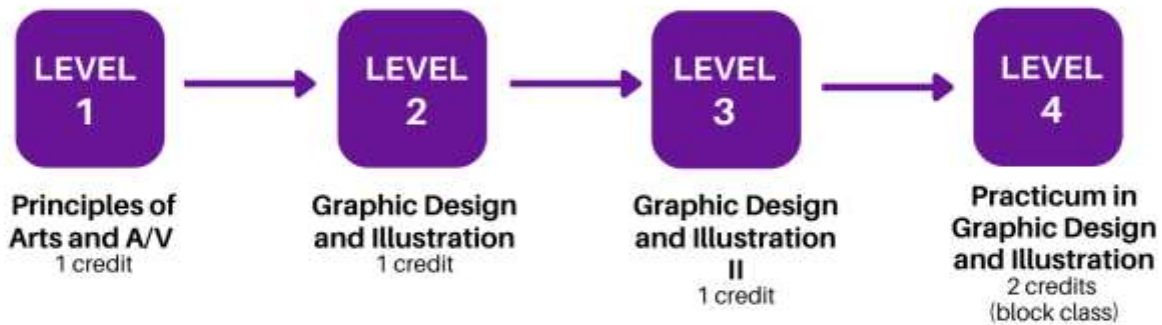 LEVEL
1
Principles of
Arts and A/V
1 credit
LEVEL
2
Graphic Design
and Illustration
1 credit
LEVEL
3
Graphic Design
and Illustration
II
1 credit
LEVEL
4
Practicum in
Graphic Design
and Illustration
2 credits
(block class)